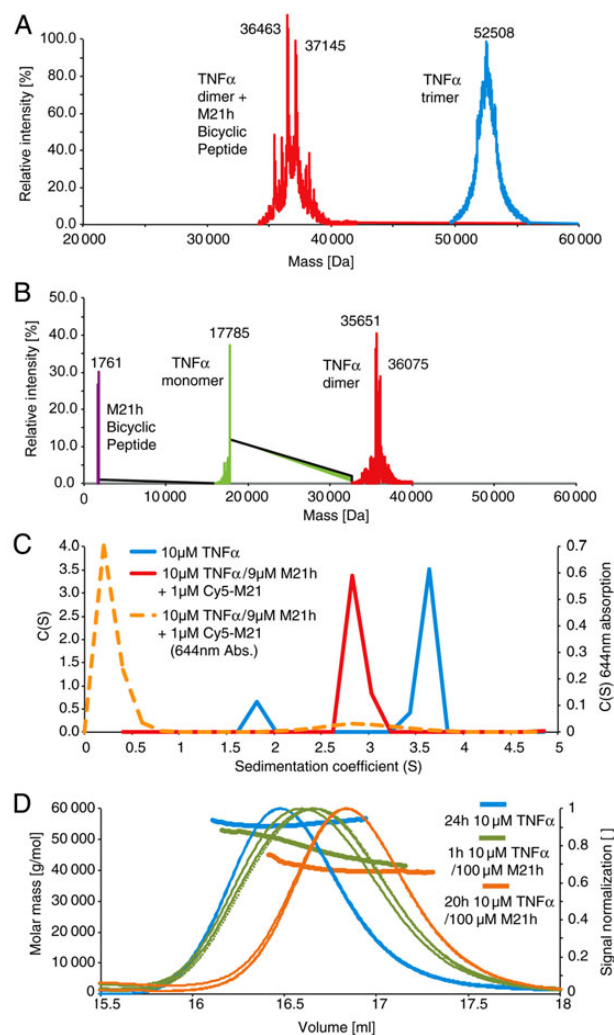 A
36463
37145
52508
TNFα
dimer +
M21h
Bicyclic
Peptide
TNFα
trimer
Relative intensity [%]
100.0
80.0
60.0
40.0
20.0
0.0
20 000
30 000
40 000
50 000
60 000
Mass [Da]
B
1761
17785
35651
36075
M21h
Bicyclic
Peptide
TNFα
monomer
TNFα
dimer
Relative intensity [%]
50.0
40.0
30.0
20.0
10.0
0.0
0
10 000
20 000
30 000
40 000
50 000
60 000
Mass [Da]
C
10µM TNFα
10µM TNFα/9µM M21h
+ 1µM Cy5-M21
10µM TNFα/9µM M21h
+ 1µM Cy5-M21
(644nm Abs.)
C(S)
4.0
3.5
3.0
2.5
2.0
1.5
1.0
0.5
0.0
0.7
0.6
0.5
0.4
0.3
0.2
0.1
0
C(S) 644nm absorption
0
0.5
1
1.5
2
2.5
3
3.5
4
4.5
5
Sedimentation coefficient (S)
D
24h 10 µM TNFα
1h 10 µM TNFα
/100 µM M21h
20h 10 µM TNFα
/100 µM M21h
Molar mass [g/mol]
60 000
50 000
40 000
30 000
20 000
10 000
0
1
0.8
0.6
0.4
0.2
0
Signal normalization [ ]
15.5
16
16.5
17
17.5
18
Volume [ml]